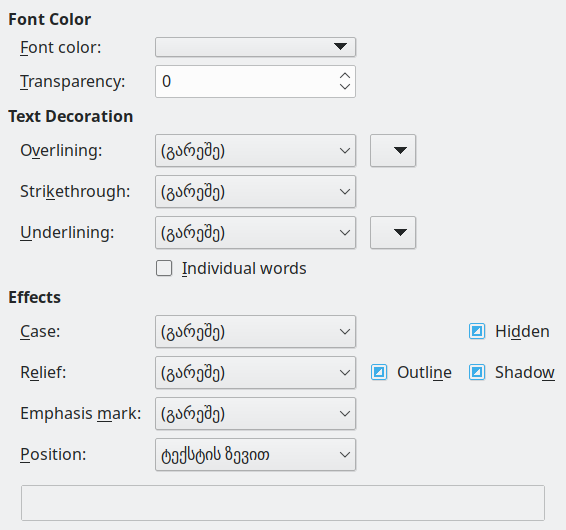 Font Color
Font color:
Transparency: 0
Text Decoration
Overlining: (გარეშე)
Strikethrough: (გარეშე)
Underlining: (გარეშე)
Individual words
Effects
Case: (გარეშე) Hidden
Relief: (გარეშე) Outline Shadow
Emphasis mark: (გარეშე)
Position: ტექსტის ზევით